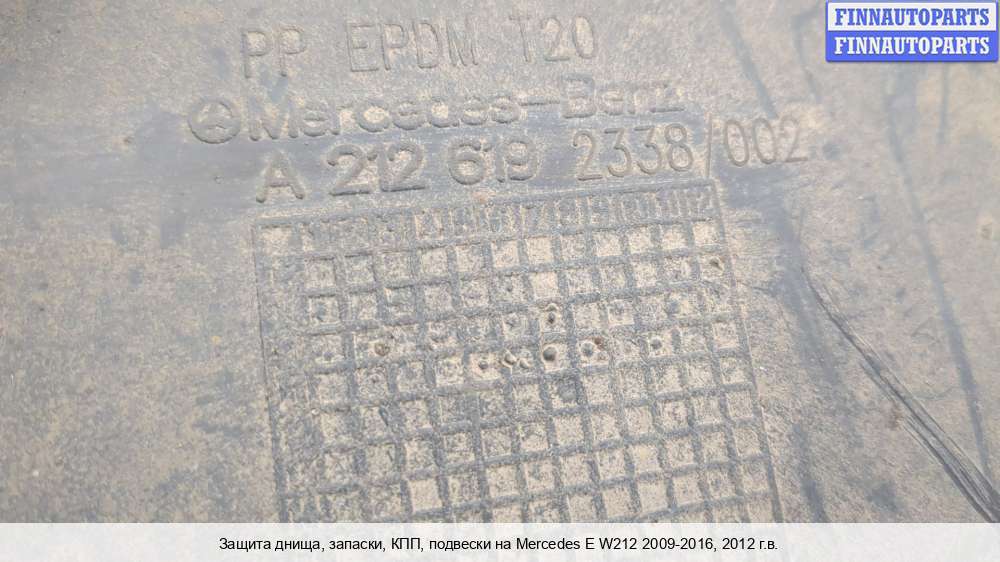 FINNAUTOPARTS
FINNAUTOPARTS
PP EPDM T20
Mercedes-Benz
A 212 619 2338/002
Защита днища, запаски, КПП, подвески на Mercedes E W212 2009-2016, 2012 г.в.